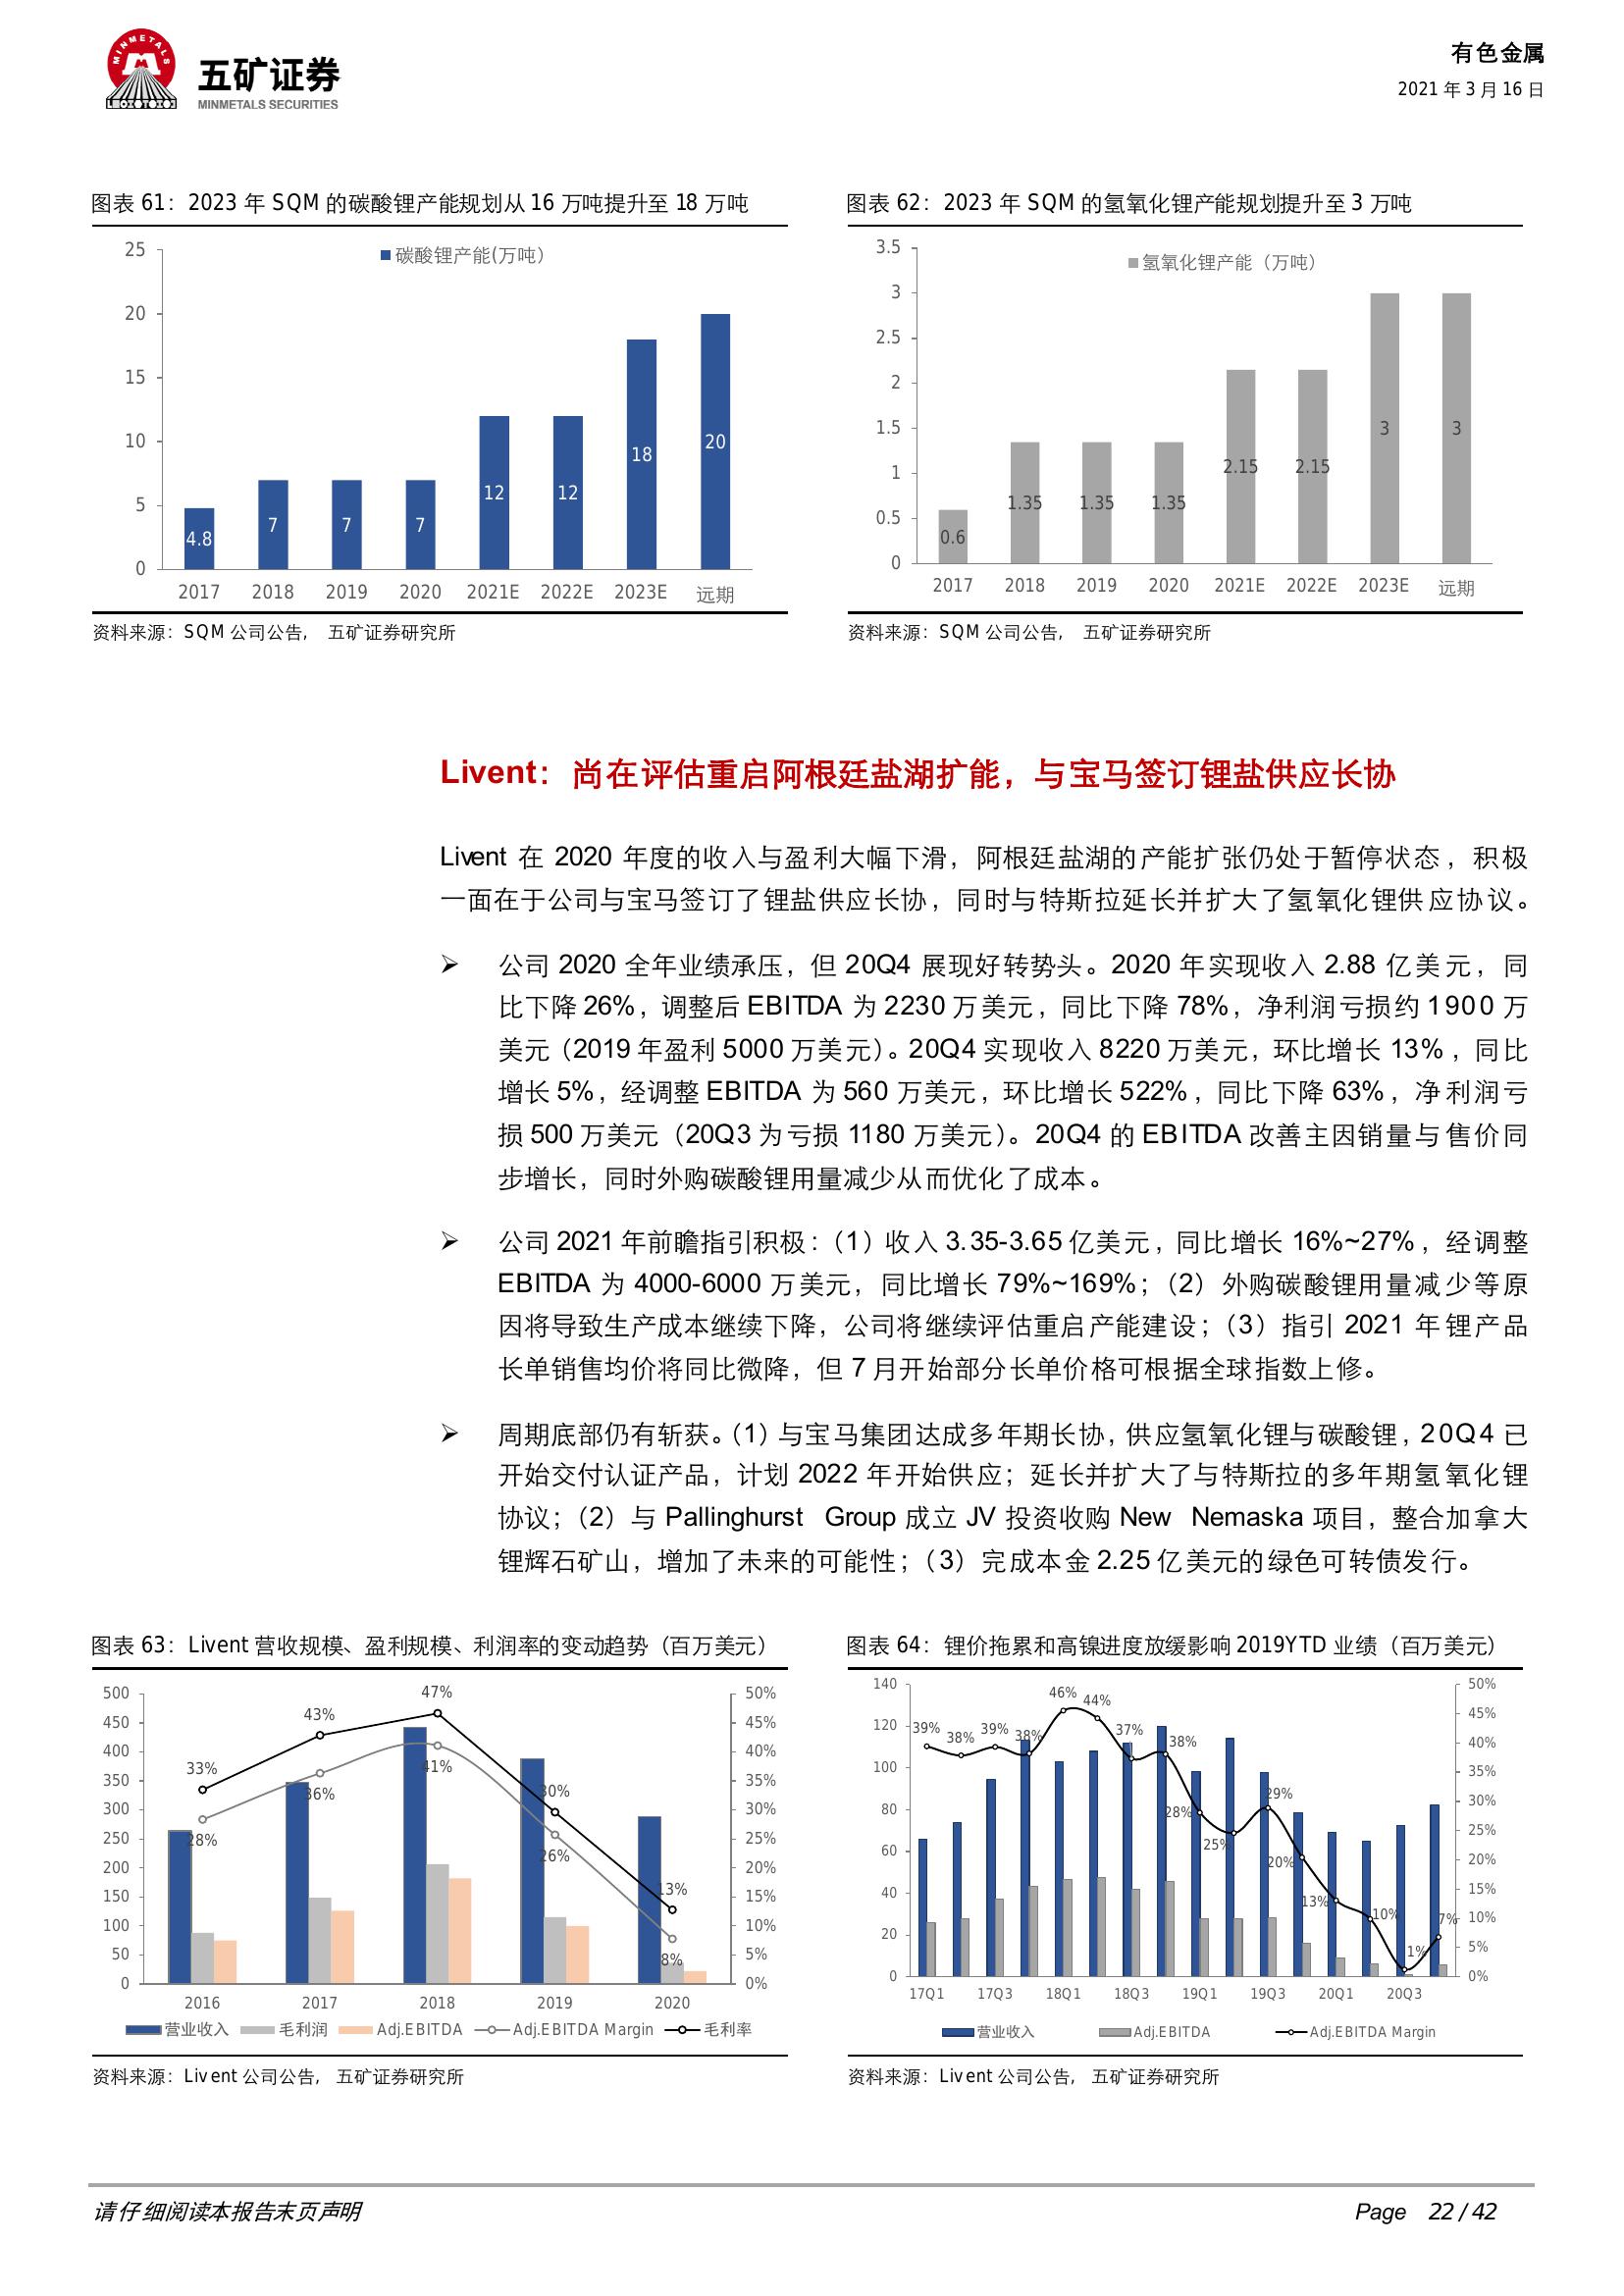 MINMETALS
五矿证券
MINMETALS SECURITIES
有色金属
2021 年 3 月 16 日
图表 61：2023 年 SQM 的碳酸锂产能规划从 16 万吨提升至 18 万吨
碳酸锂产能(万吨)
25
20
15
10
5
0
4.8
7
7
7
12
12
18
20
2017 2018 2019 2020 2021E 2022E 2023E 远期
资料来源：SQM 公司公告， 五矿证券研究所
图表 62：2023 年 SQM 的氢氧化锂产能规划提升至 3 万吨
氢氧化锂产能（万吨）
3.5
3
2.5
2
1.5
1
0.5
0
0.6
1.35
1.35
1.35
2.15
2.15
3
3
2017 2018 2019 2020 2021E 2022E 2023E 远期
资料来源：SQM 公司公告， 五矿证券研究所
Livent：尚在评估重启阿根廷盐湖扩能，与宝马签订锂盐供应长协
Livent 在 2020 年度的收入与盈利大幅下滑，阿根廷盐湖的产能扩张仍处于暂停状态，积极
一面在于公司与宝马签订了锂盐供应长协，同时与特斯拉延长并扩大了氢氧化锂供应协议。
➢ 公司 2020 全年业绩承压，但 20Q4 展现好转势头。2020 年实现收入 2.88 亿美元，同
比下降 26%，调整后 EBITDA 为 2230 万美元，同比下降 78%，净利润亏损约 1900 万
美元（2019 年盈利 5000 万美元）。20Q4 实现收入 8220 万美元，环比增长 13%，同比
增长 5%，经调整 EBITDA 为 560 万美元，环比增长 522%，同比下降 63%，净利润亏
损 500 万美元（20Q3 为亏损 1180 万美元）。20Q4 的 EBITDA 改善主因销量与售价同
步增长，同时外购碳酸锂用量减少从而优化了成本。
➢ 公司 2021 年前瞻指引积极：（1）收入 3.35-3.65 亿美元，同比增长 16%~27%，经调整
EBITDA 为 4000-6000 万美元，同比增长 79%~169%；（2）外购碳酸锂用量减少等原
因将导致生产成本继续下降，公司将继续评估重启产能建设；（3）指引 2021 年锂产品
长单销售均价将同比微降，但 7 月开始部分长单价格可根据全球指数上修。
➢ 周期底部仍有斩获。（1）与宝马集团达成多年期长协，供应氢氧化锂与碳酸锂，20Q4 已
开始交付认证产品，计划 2022 年开始供应；延长并扩大了与特斯拉的多年期氢氧化锂
协议；（2）与 Pallinghurst Group 成立 JV 投资收购 New Nemaska 项目，整合加拿大
锂辉石矿山，增加了未来的可能性；（3）完成本金 2.25 亿美元的绿色可转债发行。
图表 63：Livent 营收规模、盈利规模、利润率的变动趋势（百万美元）
500
450
400
350
300
250
200
150
100
50
0
50%
45%
40%
35%
30%
25%
20%
15%
10%
5%
0%
33%
43%
47%
30%
13%
28%
36%
41%
26%
8%
2016 2017 2018 2019 2020
营业收入 毛利润 Adj.EBITDA Adj.EBITDA Margin 毛利率
资料来源：Livent 公司公告， 五矿证券研究所
图表 64：锂价拖累和高镍进度放缓影响 2019YTD 业绩（百万美元）
140
120
100
80
60
40
20
0
50%
45%
40%
35%
30%
25%
20%
15%
10%
5%
0%
39%
38%
39%
38%
46%
44%
37%
38%
28%
25%
29%
20%
13%
10%
1%
7%
17Q1 17Q3 18Q1 18Q3 19Q1 19Q3 20Q1 20Q3
营业收入 Adj.EBITDA Adj.EBITDA Margin
资料来源：Livent 公司公告， 五矿证券研究所
请仔细阅读本报告末页声明
Page 22 / 42